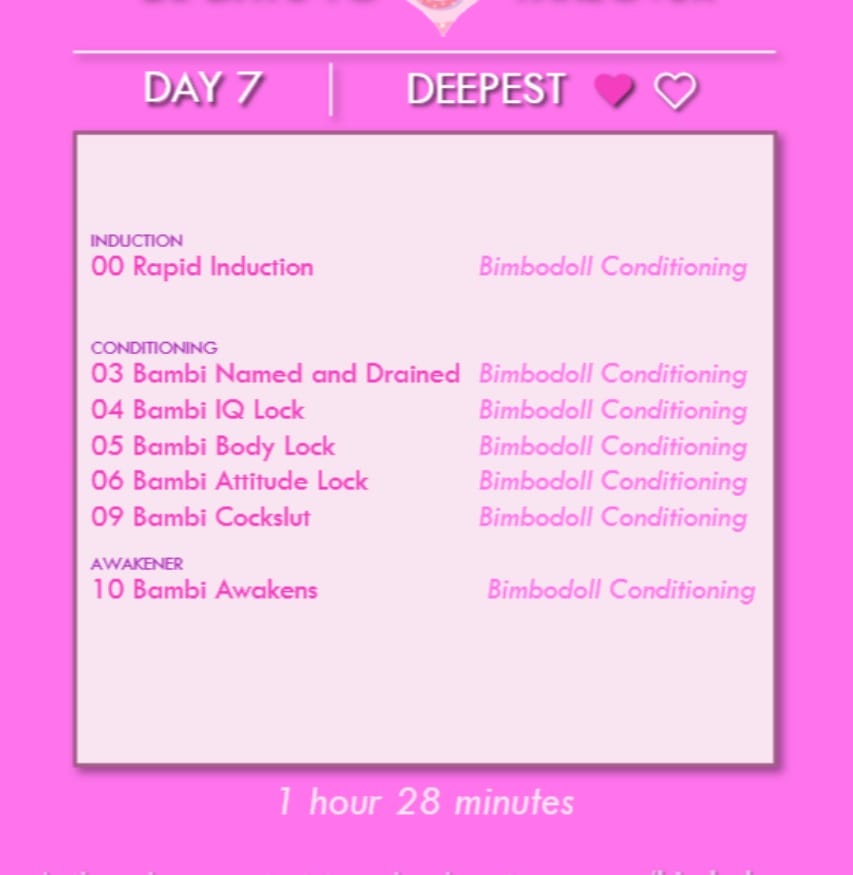 DAY 7 DEEPEST
INDUCTION
00 Rapid Induction Bimbodoll Conditioning
CONDITIONING
03 Bambi Named and Drained Bimbodoll Conditioning
04 Bambi IQ Lock Bimbodoll Conditioning
05 Bambi Body Lock Bimbodoll Conditioning
06 Bambi Attitude Lock Bimbodoll Conditioning
09 Bambi Cockslut Bimbodoll Conditioning
AWAKENER
10 Bambi Awakens Bimbodoll Conditioning
1 hour 28 minutes